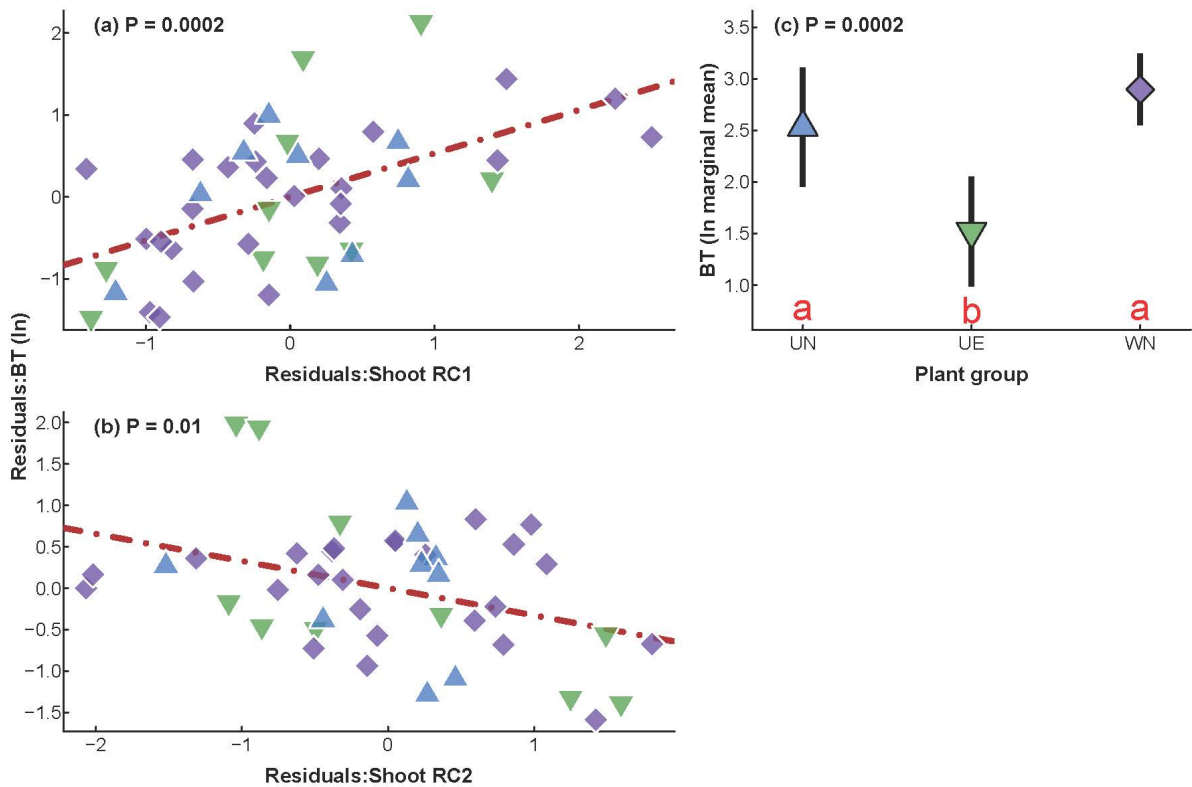 (a) P = 0.0002
2
1
0
−1
−1
0
1
2
Residuals:Shoot RC1
Residuals:BT (ln)
(c) P = 0.0002
3.5
3.0
2.5
2.0
1.5
1.0
BT (ln marginal mean)
a
b
a
UN
UE
WN
Plant group
(b) P = 0.01
2.0
1.5
1.0
0.5
0.0
−0.5
−1.0
−1.5
−2
−1
0
1
Residuals:Shoot RC2